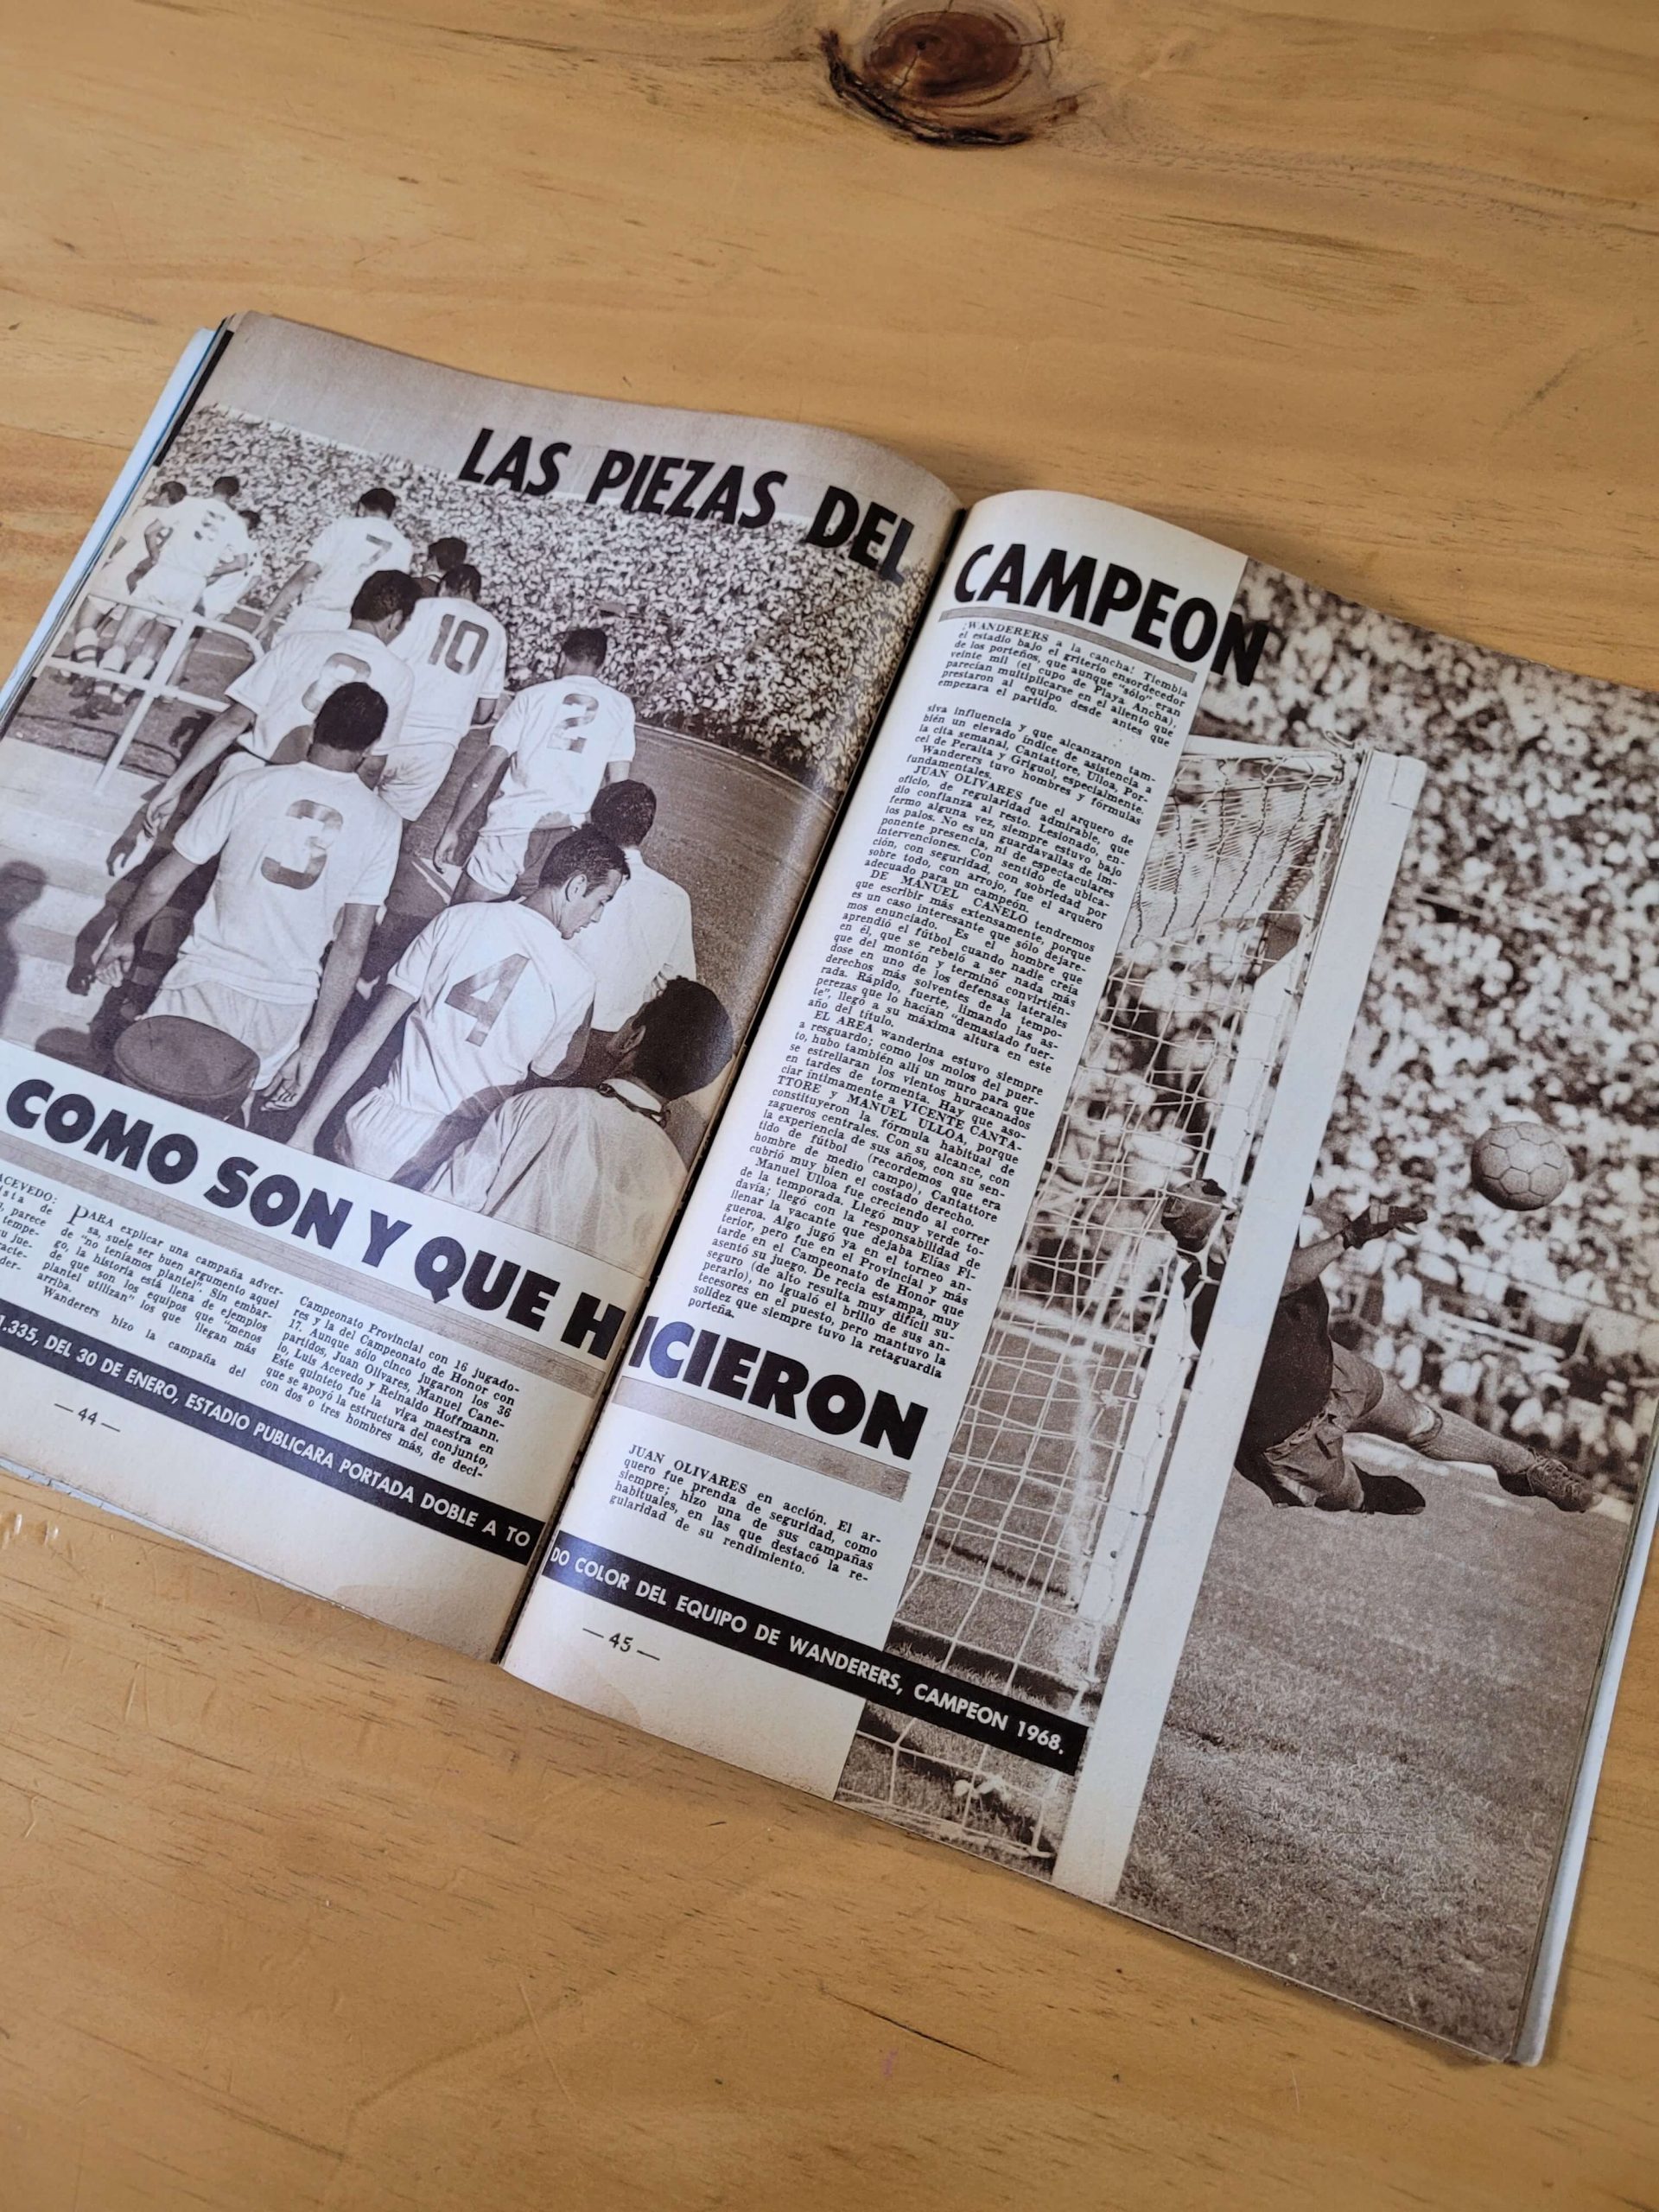 LAS PIEZAS DEL CAMPEON
7
10
2
3
4
COMO SON Y QUE HICIERON
ACEVEDO:
PARA explicar una campaña adver-
sa, suele ser buen argumento aquel
de "no teníamos plantel". Sin embar-
go, la historia está llena de ejemplos
de que son los equipos que "menos
plantel utilizan" los que llegan más
arriba.
Wanderers hizo la campaña del
Campeonato Provincial con 16 jugado-
res y la del Campeonato de Honor con
17. Aunque sólo cinco jugaron los 36
partidos, Juan Olivares, Manuel Cane-
lo, Luis Acevedo y Reinaldo Hoffmann.
Este quinteto fue la viga maestra en
que se apoyó la estructura del conjunto,
con dos o tres hombres más, de deci-
1.335, DEL 30 DE ENERO, ESTADIO PUBLICARA PORTADA DOBLE A TO
— 44 —
¡WANDERERS a la cancha! Tiembla
el estadio bajo el griterío ensordecedor
de los porteños, que aunque "sólo" eran
veinte mil (el cupo de Playa Ancha),
parecían multiplicarse en el aliento que
prestaron al equipo desde antes que
empezara el partido.
siva influencia y que alcanzaron tam-
bién un elevado índice de asistencia a
la cita semanal, Cantattore, Ulloa, Por-
cel de Peralta y Griguol, especialmente.
Wanderers tuvo hombres y fórmulas
fundamentales.
JUAN OLIVARES fue el arquero de
oficio, de regularidad admirable, que
dio confianza al resto. Lesionado, en-
fermo alguna vez, siempre estuvo bajo
los palos. No es un guardavallas de im-
ponente presencia, ni de espectaculares
intervenciones. Con sentido de ubica-
ción, con seguridad, con sobriedad por
sobre todo, con arrojo, fue el arquero
adecuado para un campeón.
DE MANUEL CANELO tendremos
que escribir más extensamente, porque
es un caso interesante que sólo dejare-
mos enunciado. Es el hombre que
aprendió el fútbol cuando nadie creía
en él, que se rebeló a ser nada más
que del montón y terminó convirtién-
dose en uno de los defensas laterales
derechos más solventes de la tempo-
rada. Rápido, fuerte, limando las as-
perezas que lo hacían "demasiado fuer-
te", llegó a su máxima altura en este
año del título.
EL AREA wanderina estuvo siempre
a resguardo; como los molos del puer-
to, hubo también allí un muro para que
se estrellaran los vientos huracanados
en tardes de tormenta. Hay que aso-
ciar íntimamente a VICENTE CANTA-
TTORE y MANUEL ULLOA, porque
constituyeron la fórmula habitual de
zagueros centrales. Con su alcance, con
la experiencia de sus años, con su sen-
tido de fútbol (recordemos que era
hombre de medio campo), Cantattore
cubrió muy bien el costado derecho.
Manuel Ulloa fue creciendo al correr
de la temporada. Llegó muy verde to-
davía; llegó con la responsabilidad de
llenar la vacante que dejaba Elías Fi-
gueroa. Algo jugó ya en el torneo an-
terior, pero fue en el Provincial y más
tarde en el Campeonato de Honor que
asentó su juego. De recia estampa, muy
seguro (de alto resulta muy difícil su-
perarlo), no igualó el brillo de sus an-
tecesores en el puesto, pero mantuvo la
solidez que siempre tuvo la retaguardia
porteña.
JUAN OLIVARES en acción. El ar-
quero fue prenda de seguridad, como
siempre; hizo una de sus campañas
habituales, en las que destacó la re-
gularidad de su rendimiento.
DO COLOR DEL EQUIPO DE WANDERERS, CAMPEON 1968.
— 45 —